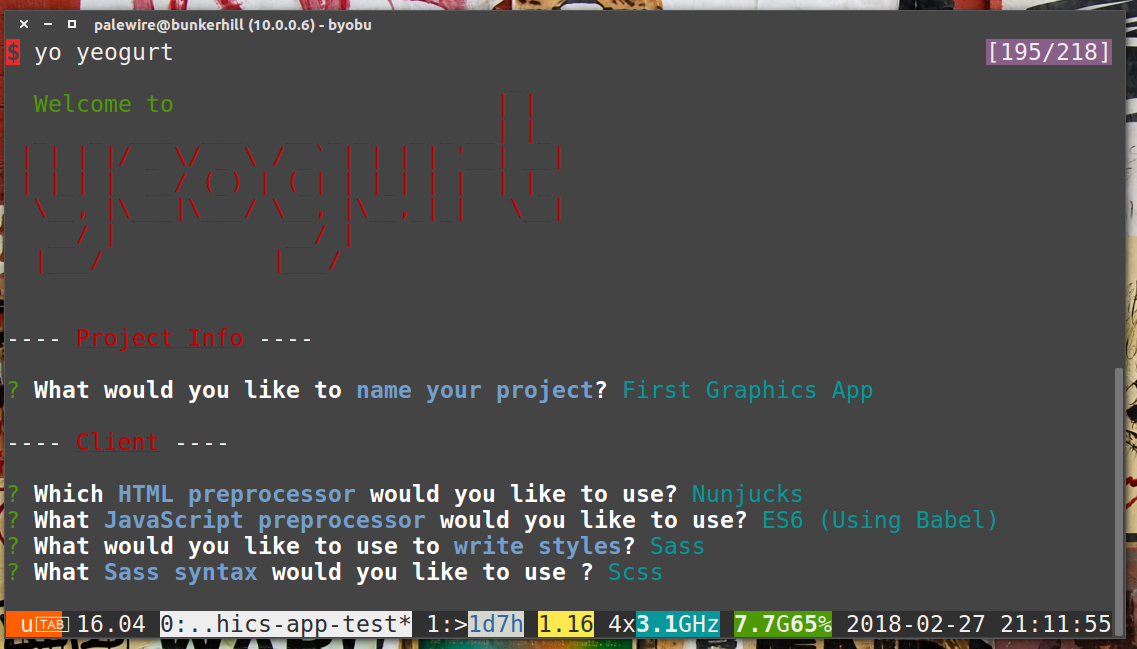 palewire@bunkerhill (10.0.0.6) - byobu
$ yo yeogurt [195/218]
Welcome to
yeogurt
---- Project Info ----
? What would you like to name your project? First Graphics App
---- Client ----
? Which HTML preprocessor would you like to use? Nunjucks
? What JavaScript preprocessor would you like to use? ES6 (Using Babel)
? What would you like to use to write styles? Sass
? What Sass syntax would you like to use ? Scss
u TAB 16.04 0:..hics-app-test* 1:> 1d7h 1.16 4x3.1GHz 7.7G65% 2018-02-27 21:11:55